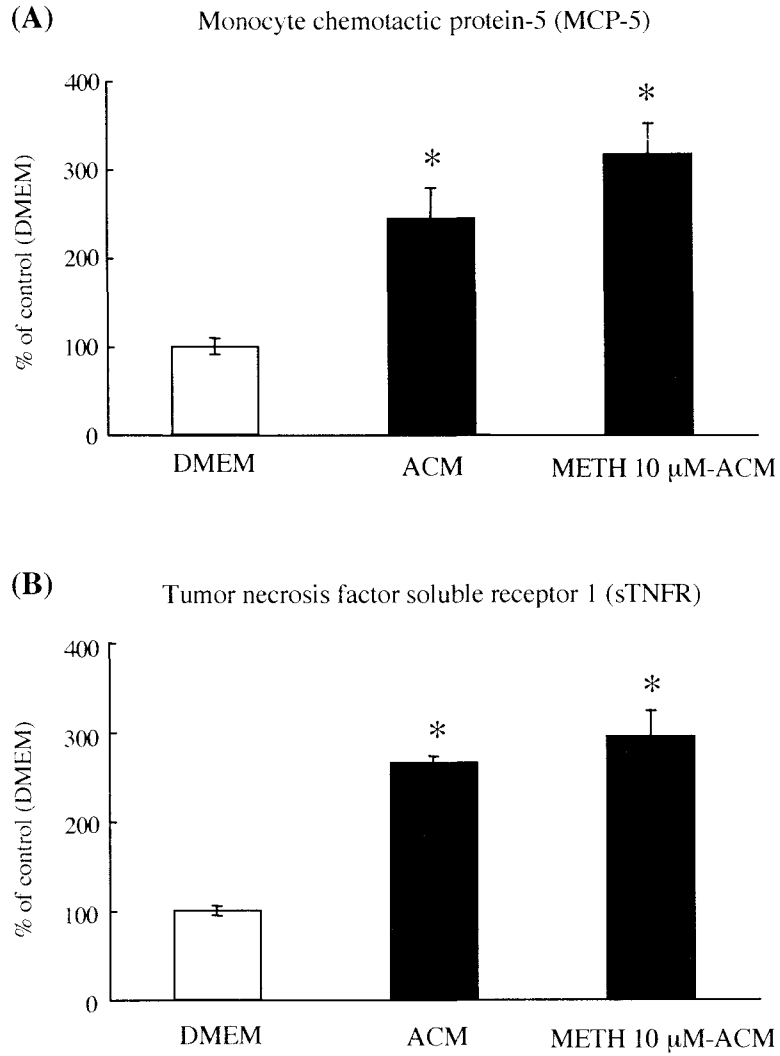 (A)
Monocyte chemotactic protein-5 (MCP-5)
400
300
200
100
0
% of control (DMEM)
*
*
DMEM
ACM
METH 10 μM-ACM
(B)
Tumor necrosis factor soluble receptor 1 (sTNFR)
400
300
200
100
0
% of control (DMEM)
*
*
DMEM
ACM
METH 10 μM-ACM